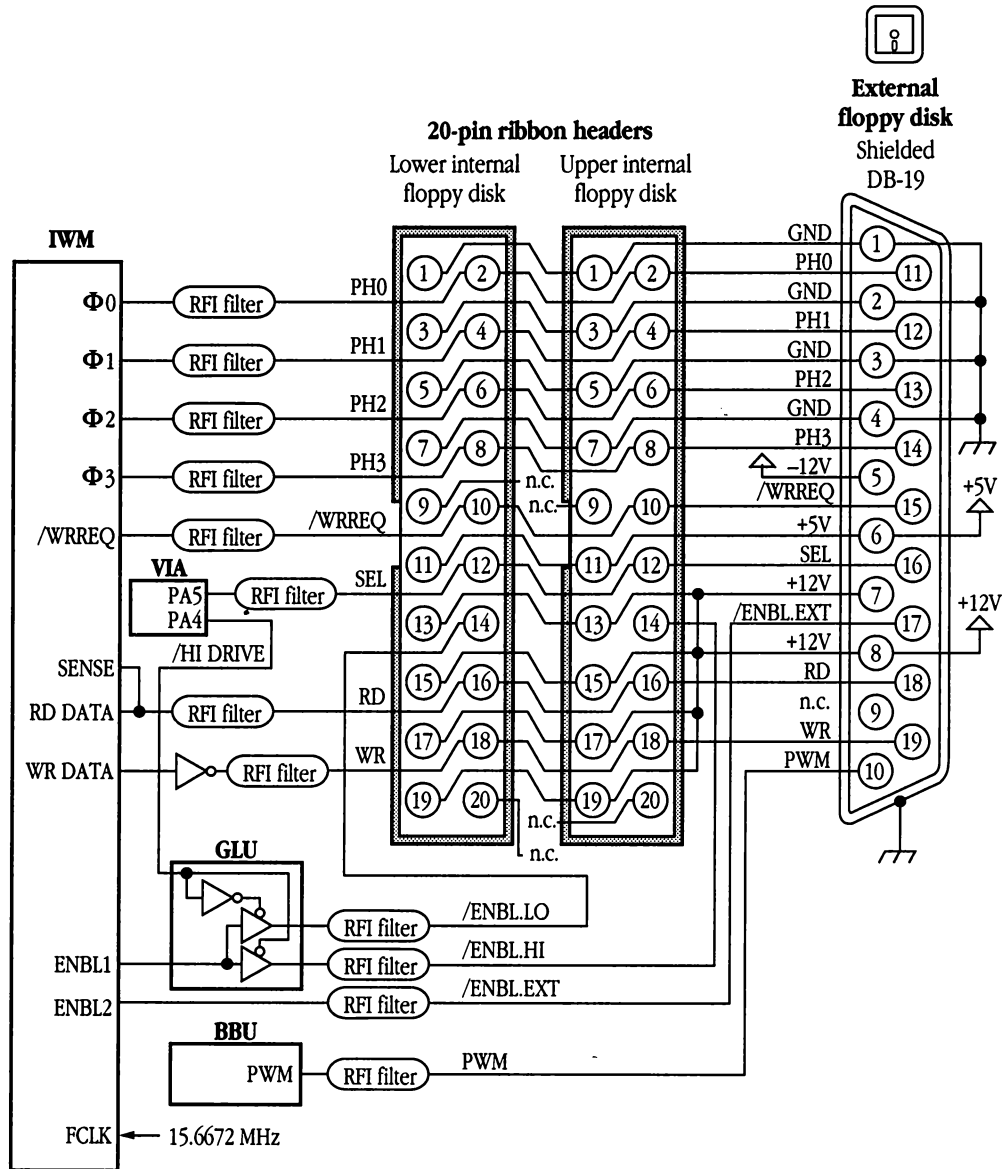 External
floppy disk
Shielded
DB-19
20-pin ribbon headers
Lower internal
floppy disk
Upper internal
floppy disk
IWM
Φ0
RFI filter
PH0
Φ1
RFI filter
PH1
Φ2
RFI filter
PH2
Φ3
RFI filter
PH3
/WRREQ
RFI filter
/WRREQ
VIA
PA5
PA4
RFI filter
SEL
/HI DRIVE
SENSE
RD DATA
RFI filter
RD
WR DATA
RFI filter
WR
1 2
3 4
5 6
7 8
9 10
11 12
13 14
15 16
17 18
19 20
n.c.
n.c.
n.c.
n.c.
1 2
3 4
5 6
7 8
9 10
11 12
13 14
15 16
17 18
19 20
GND
PH0
GND
PH1
GND
PH2
GND
PH3
–12V
/WRREQ
+5V
SEL
+12V
/ENBL.EXT
+12V
RD
n.c.
WR
PWM
1
11
2
12
3
13
4
14
5
15
6
16
7
17
8
18
9
19
10
+5V
+12V
GLU
RFI filter
/ENBL.LO
ENBL1
RFI filter
/ENBL.HI
ENBL2
RFI filter
/ENBL.EXT
BBU
PWM
RFI filter
PWM
FCLK
15.6672 MHz